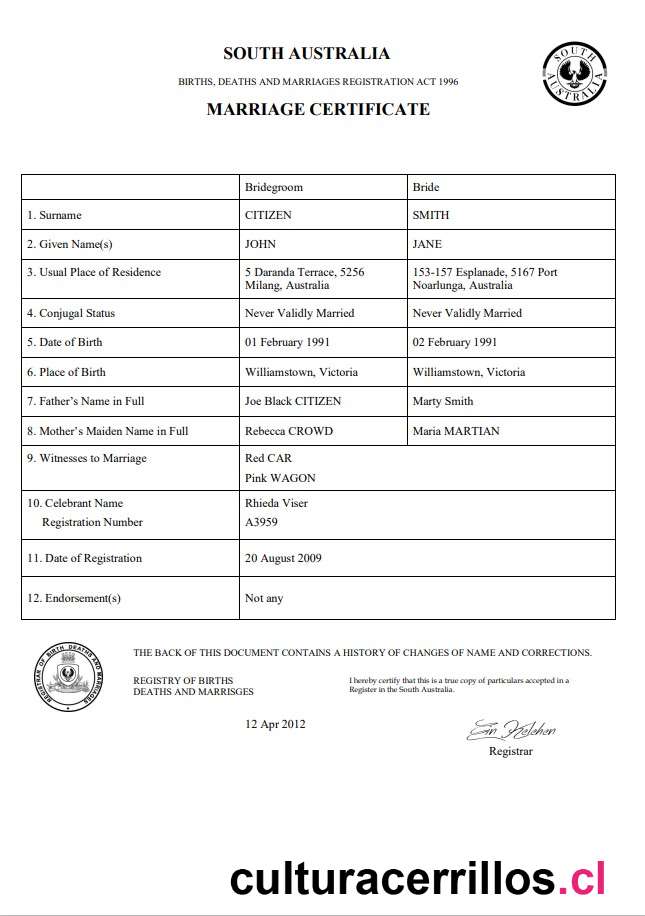 SOUTH AUSTRALIA
BIRTHS, DEATHS AND MARRIAGES REGISTRATION ACT 1996
MARRIAGE CERTIFICATE
SOUTH AUSTRALIA
Bridegroom Bride
1. Surname CITIZEN SMITH
2. Given Name(s) JOHN JANE
3. Usual Place of Residence 5 Daranda Terrace, 5256 153-157 Esplanade, 5167 Port
Milang, Australia Noarlunga, Australia
4. Conjugal Status Never Validly Married Never Validly Married
5. Date of Birth 01 February 1991 02 February 1991
6. Place of Birth Williamstown, Victoria Williamstown, Victoria
7. Father’s Name in Full Joe Black CITIZEN Marty Smith
8. Mother’s Maiden Name in Full Rebecca CROWD Maria MARTIAN
9. Witnesses to Marriage Red CAR
Pink WAGON
10. Celebrant Name Rhieda Viser
Registration Number A3959
11. Date of Registration 20 August 2009
12. Endorsement(s) Not any
REGISTRAR OF BIRTH DEATHS AND MARRIAGES
THE BACK OF THIS DOCUMENT CONTAINS A HISTORY OF CHANGES OF NAME AND CORRECTIONS.
REGISTRY OF BIRTHS
DEATHS AND MARRISGES
I hereby certify that this is a true copy of particulars accepted in a
Register in the South Australia.
12 Apr 2012
Registrar
culturacerrillos.cl